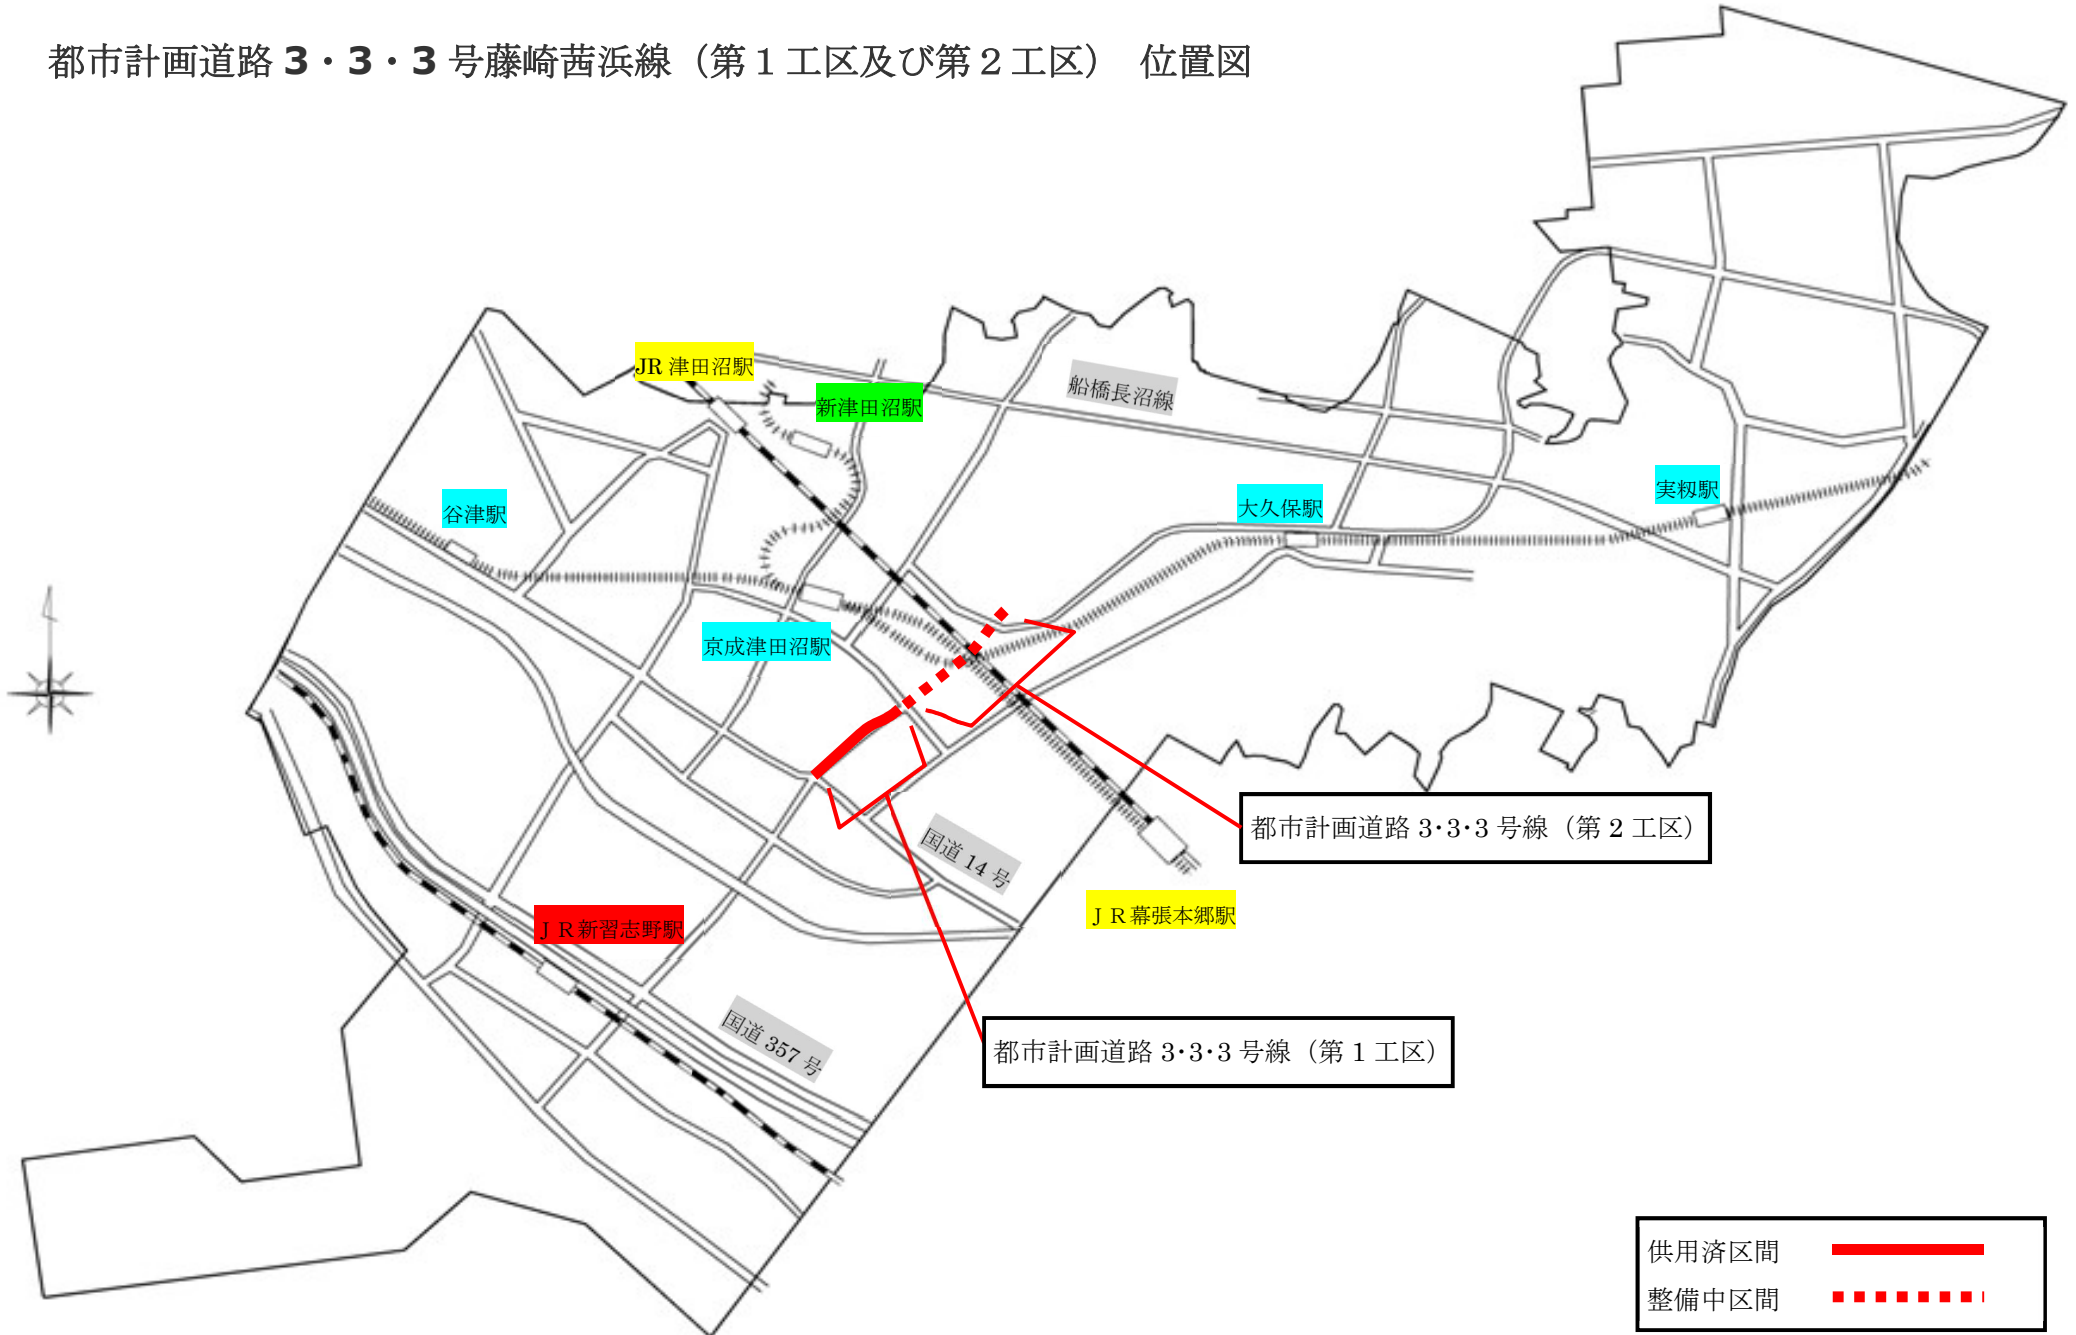 都市計画道路 3・3・3 号藤崎茜浜線（第１工区及び第２工区）　位置図
JR 津田沼駅
新津田沼駅
船橋長沼線
谷津駅
大久保駅
実籾駅
京成津田沼駅
都市計画道路 3・3・3 号線（第 2 工区）
国道 14 号
ＪＲ幕張本郷駅
ＪＲ新習志野駅
国道 357 号
都市計画道路 3・3・3 号線（第 1 工区）
供用済区間
整備中区間